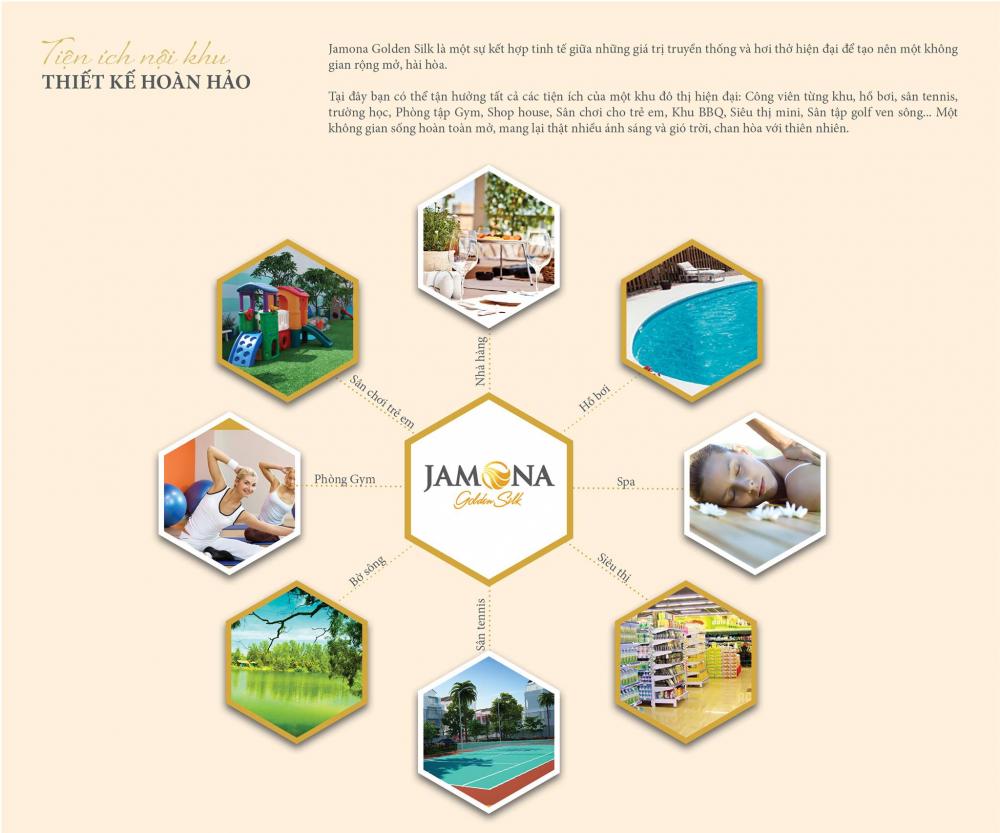 Tiện ích nội khu
THIẾT KẾ HOÀN HẢO
Jamona Golden Silk là một sự kết hợp tinh tế giữa những giá trị truyền thống và hơi thở hiện đại để tạo nên một không
gian rộng mở, hài hòa.
Tại đây bạn có thể tận hưởng tất cả các tiện ích của một khu đô thị hiện đại: Công viên từng khu, hồ bơi, sân tennis,
trường học, Phòng tập Gym, Shop house, Sân chơi cho trẻ em, Khu BBQ, Siêu thị mini, Sân tập golf ven sông... Một
không gian sống hoàn toàn mở, mang lại thật nhiều ánh sáng và gió trời, chan hòa với thiên nhiên.
Nhà hàng
Sân chơi trẻ em
Hồ bơi
Phòng Gym
JAMONA
Golden Silk
Spa
Bờ sông
Siêu thị
Sân tennis